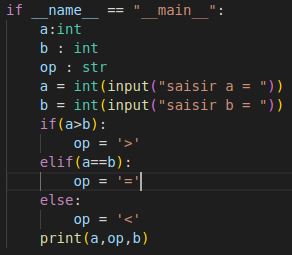 if __name__ == "__main__":
    a:int
    b : int
    op : str
    a = int(input("saisir a = "))
    b = int(input("saisir b = "))
    if(a>b):
        op = '>'
    elif(a==b):
        op = '='
    else:
        op = '<'
    print(a,op,b)